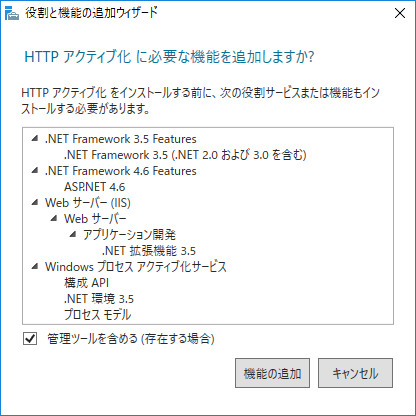 役割と機能の追加ウィザード
HTTP アクティブ化 に必要な機能を追加しますか?
HTTP アクティブ化 をインストールする前に、次の役割サービスまたは機能もイン
ストールする必要があります。
.NET Framework 3.5 Features
.NET Framework 3.5 (.NET 2.0 および 3.0 を含む)
.NET Framework 4.6 Features
ASP.NET 4.6
Web サーバー (IIS)
Web サーバー
アプリケーション開発
.NET 拡張機能 3.5
Windows プロセス アクティブ化サービス
構成 API
.NET 環境 3.5
プロセス モデル
管理ツールを含める (存在する場合)
機能の追加 キャンセル